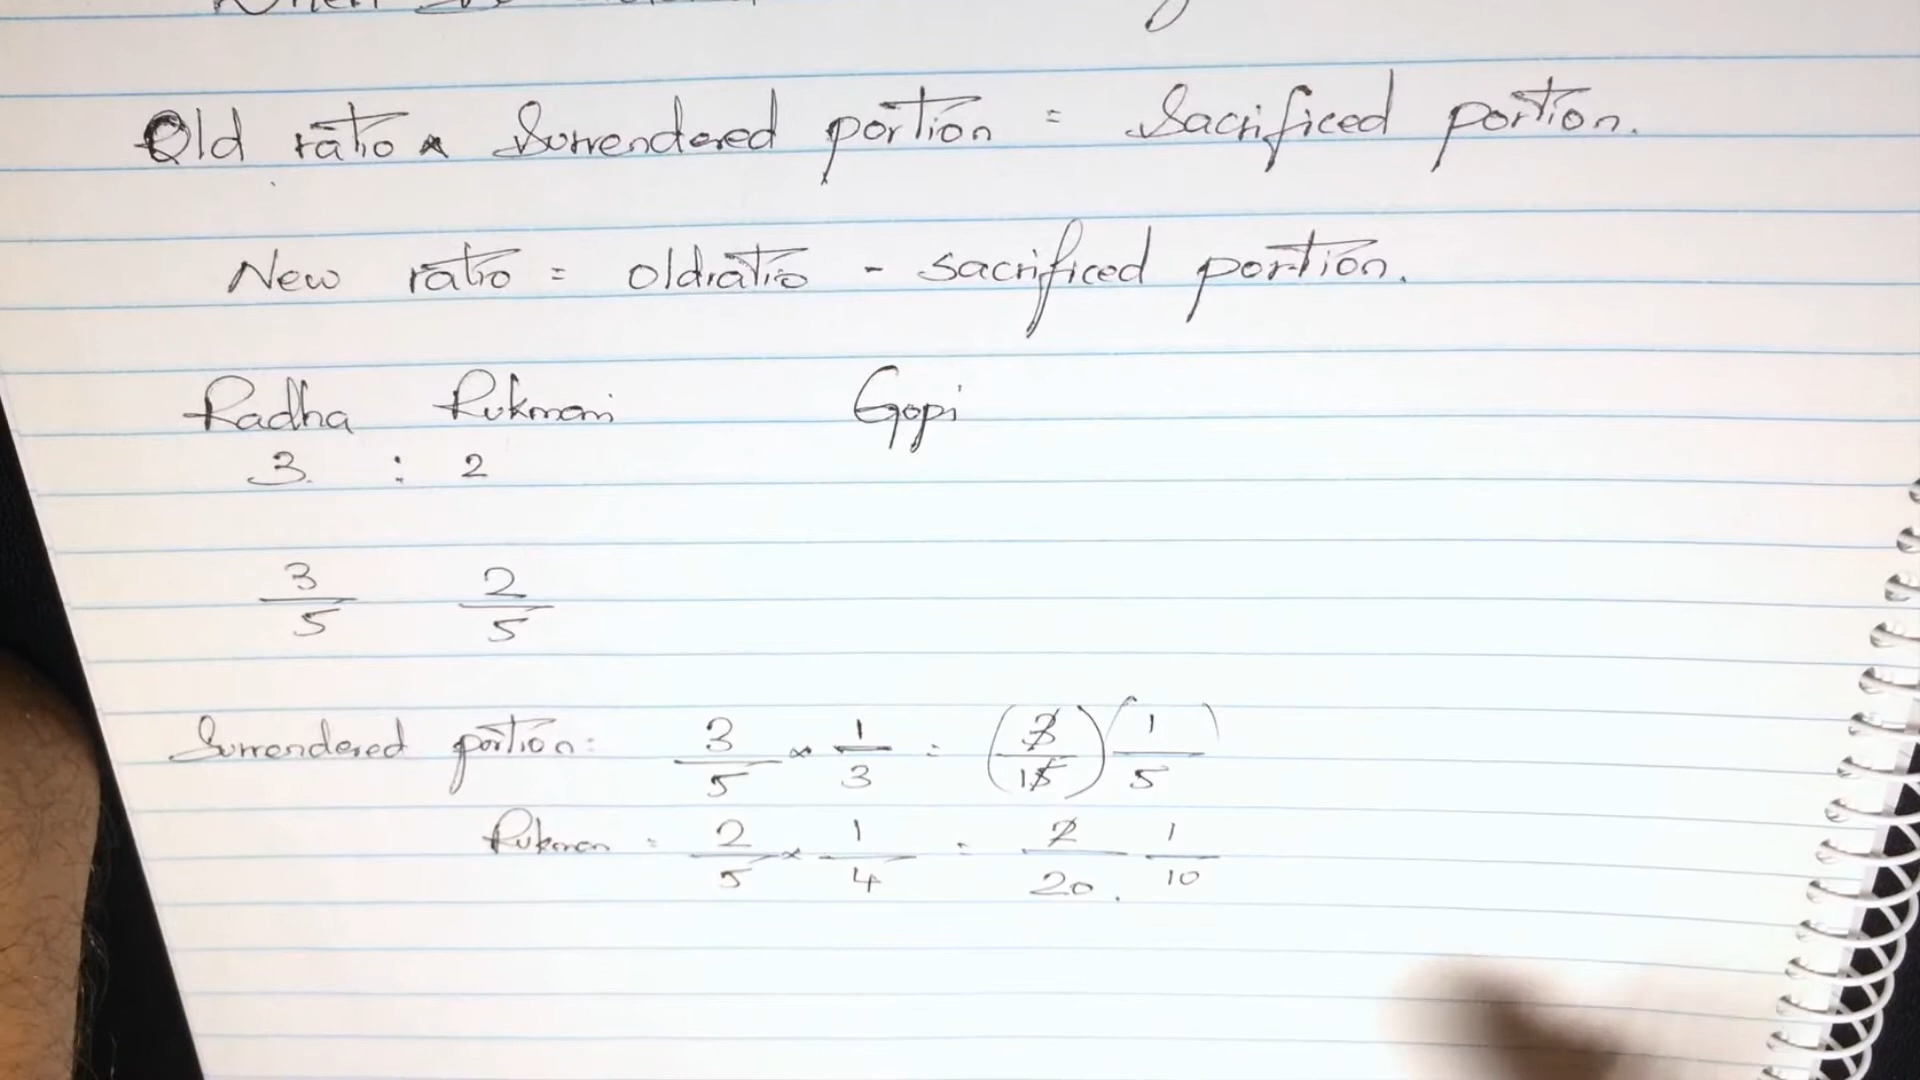 When
Old ratio × Surrendered portion = Sacrificed portion.
New ratio = old ratio - sacrificed portion.
Radha Rukmani Gopi
3 : 2
3/5 2/5
Surrendered portion: 3/5 × 1/3 = (3/15) (1/5)
Rukman = 2/5 × 1/4 = 2/20 1/10